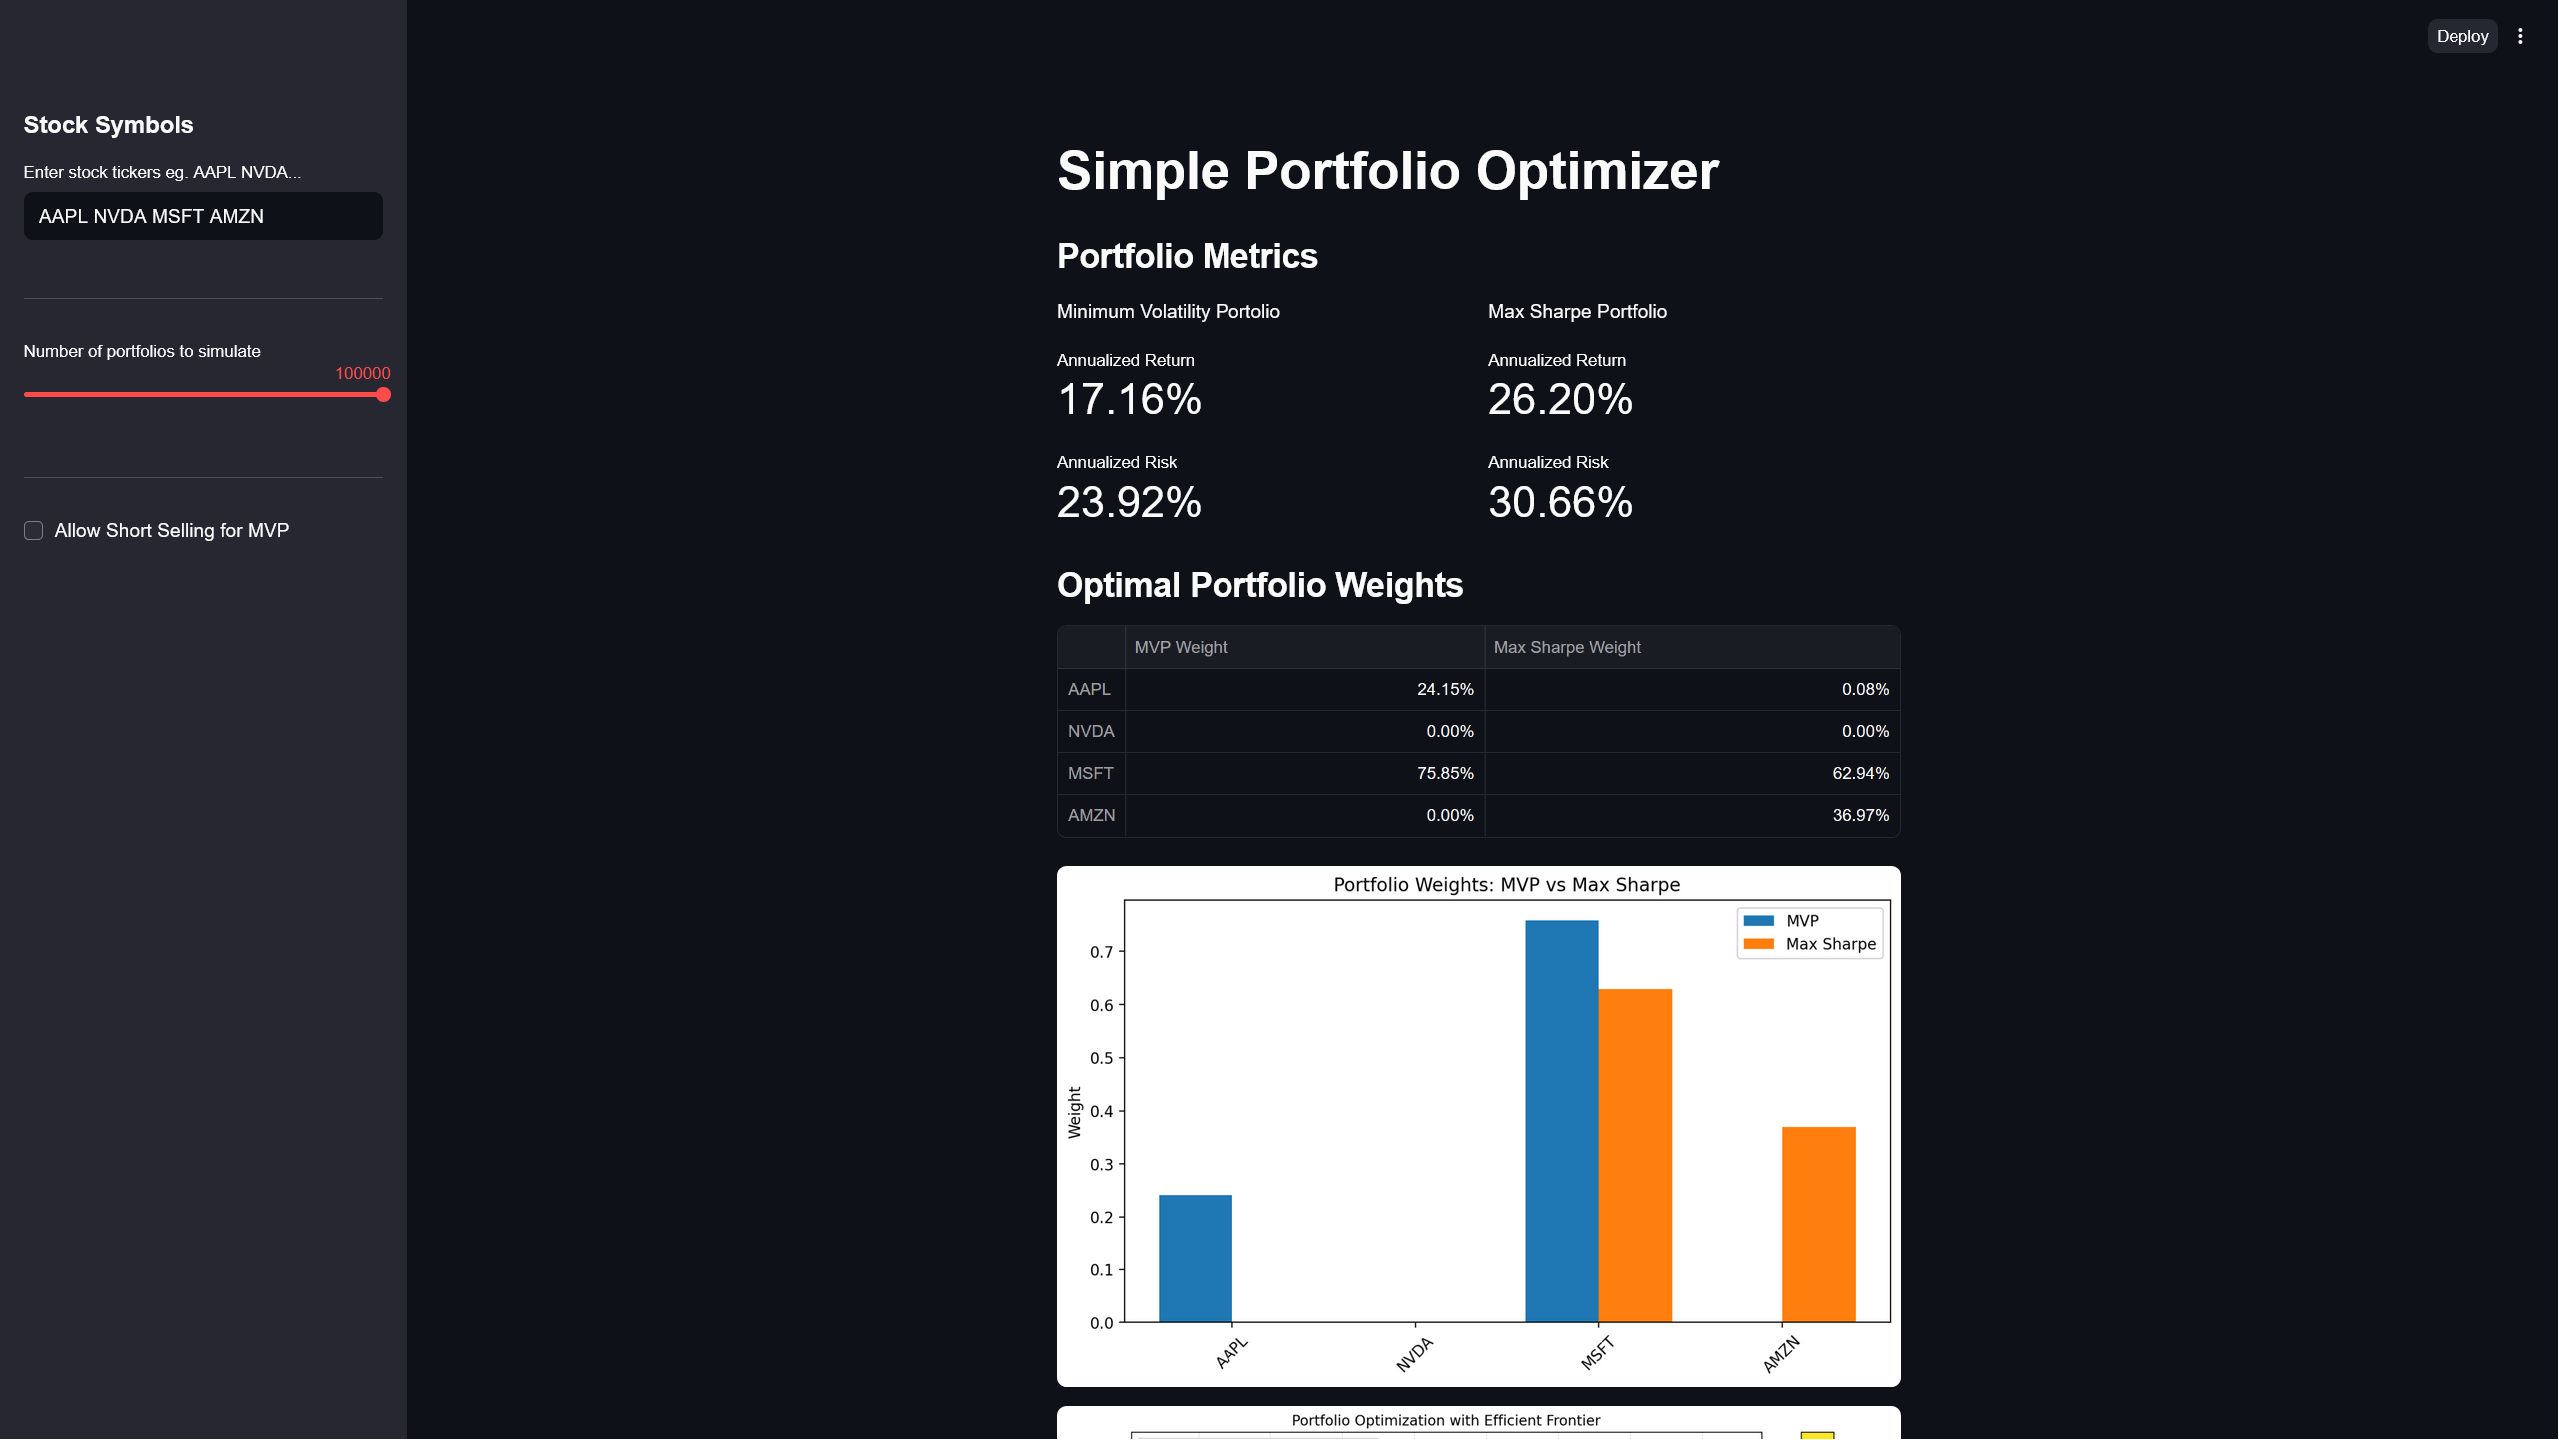 Deploy
Stock Symbols
Enter stock tickers eg. AAPL NVDA...
AAPL NVDA MSFT AMZN
Number of portfolios to simulate
100000
Allow Short Selling for MVP
Simple Portfolio Optimizer
Portfolio Metrics
Minimum Volatility Portolio
Annualized Return
17.16%
Annualized Risk
23.92%
Max Sharpe Portfolio
Annualized Return
26.20%
Annualized Risk
30.66%
Optimal Portfolio Weights
MVP Weight Max Sharpe Weight
AAPL 24.15% 0.08%
NVDA 0.00% 0.00%
MSFT 75.85% 62.94%
AMZN 0.00% 36.97%
Portfolio Weights: MVP vs Max Sharpe
MVP
Max Sharpe
Weight
0.7
0.6
0.5
0.4
0.3
0.2
0.1
0.0
AAPL NVDA MSFT AMZN
Portfolio Optimization with Efficient Frontier